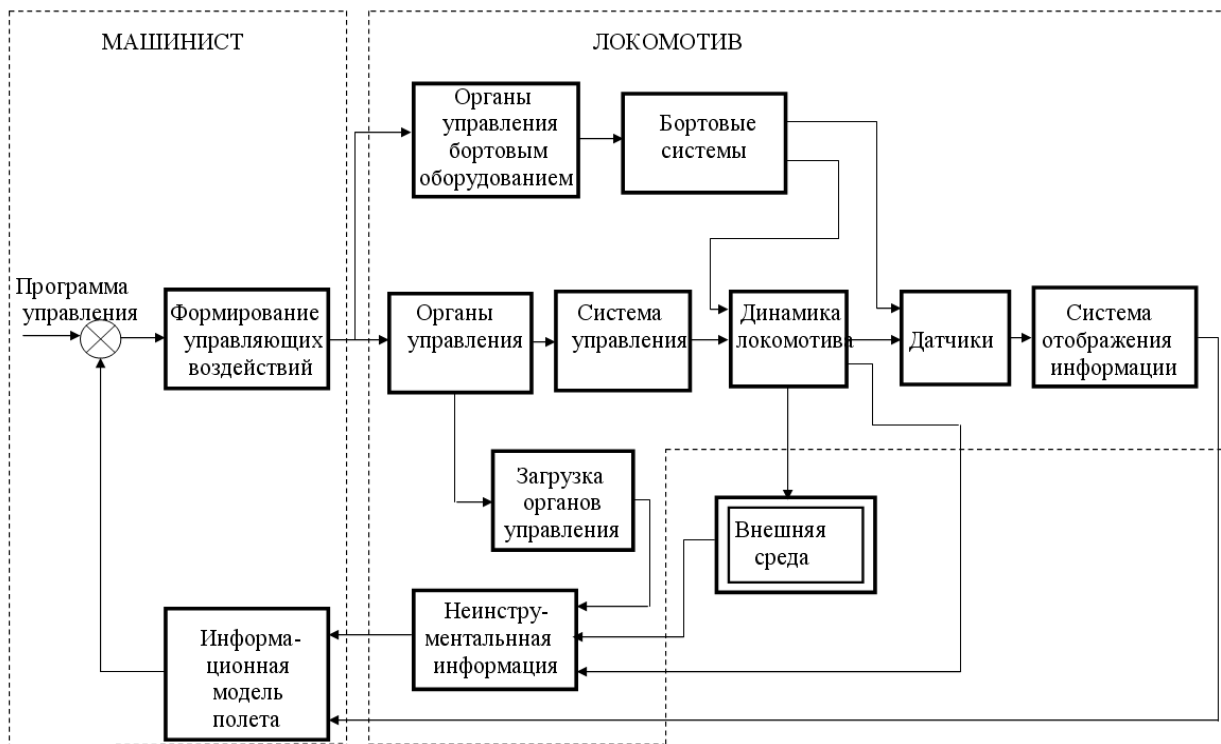 МАШИНИСТ
ЛОКОМОТИВ
Органы
управления
бортовым
оборудованием
Бортовые
системы
Программа
управления
Формирование
управляющих
воздействий
Органы
управления
Система
управления
Динамика
локомотива
Датчики
Система
отображения
информации
Загрузка
органов
управления
Внешняя
среда
Неинстру-
ментальнная
информация
Информа-
ционная
модель
полета